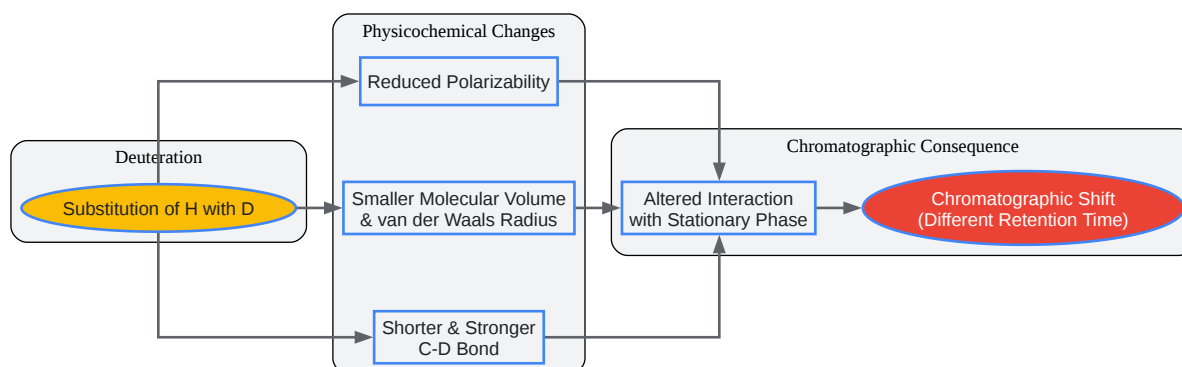 Physicochemical Changes
Reduced Polarizability
Deuteration
Chromatographic Consequence
Substitution of H with D
Smaller Molecular Volume
& van der Waals Radius
Altered Interaction
with Stationary Phase
Chromatographic Shift
(Different Retention Time)
Shorter & Stronger
C-D Bond